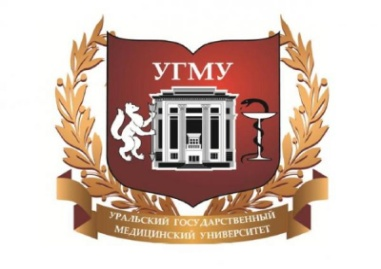 УГМУ
УРАЛЬСКИЙ ГОСУДАРСТВЕННЫЙ
МЕДИЦИНСКИЙ УНИВЕРСИТЕТ